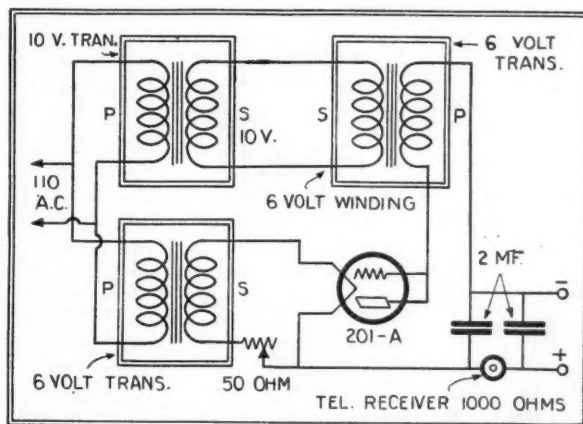 10 V. TRAN.
6 VOLT
TRANS.
P
S
10 V.
S
P
110
A.C.
6 VOLT WINDING
P
S
2 MF.
201-A
−
+
6 VOLT TRANS.
50 OHM
TEL. RECEIVER 1000 OHMS